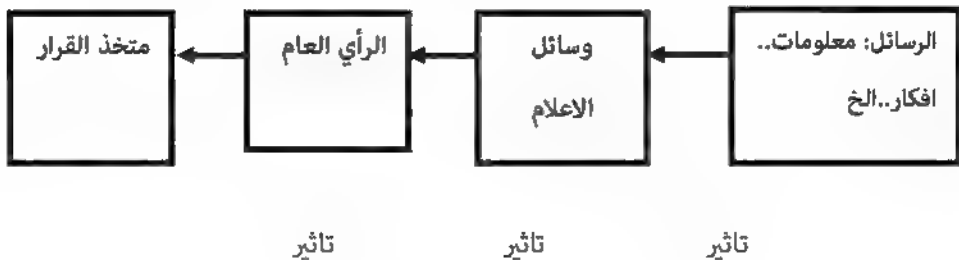 الرسائل: معلومات..
افكار..الخ
وسائل
الاعلام
الرأي العام
متخذ القرار
تاثير
تاثير
تاثير